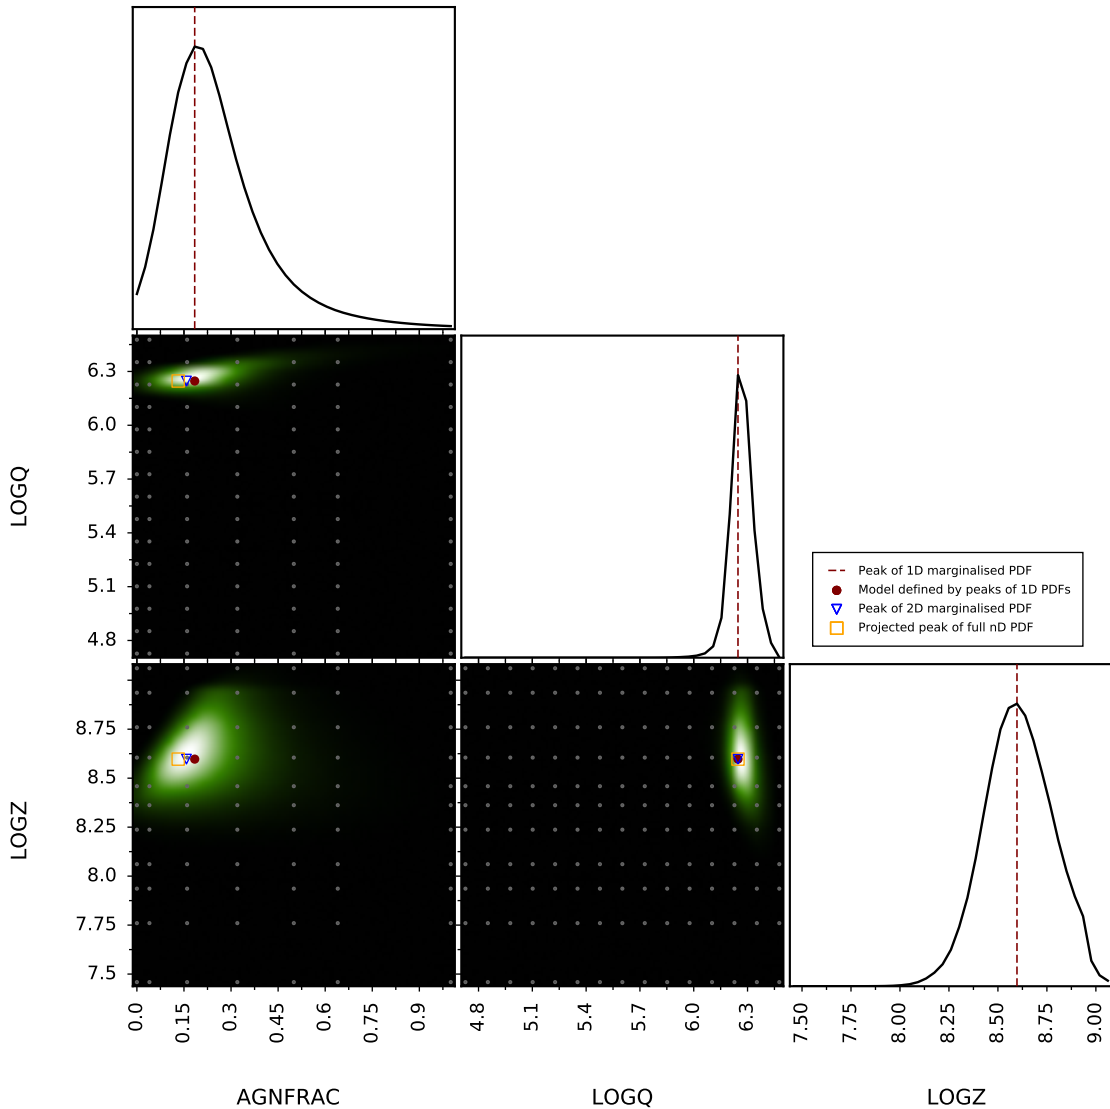 6.3
6.0
5.7
5.4
5.1
4.8
LOGQ
Peak of 1D marginalised PDF
Model defined by peaks of 1D PDFs
Peak of 2D marginalised PDF
Projected peak of full nD PDF
8.75
8.5
8.25
8.0
7.75
7.5
LOGZ
0.0 0.15 0.3 0.45 0.6 0.75 0.9
4.8 5.1 5.4 5.7 6.0 6.3
7.50 7.75 8.00 8.25 8.50 8.75 9.00
AGNFRAC LOGQ LOGZ